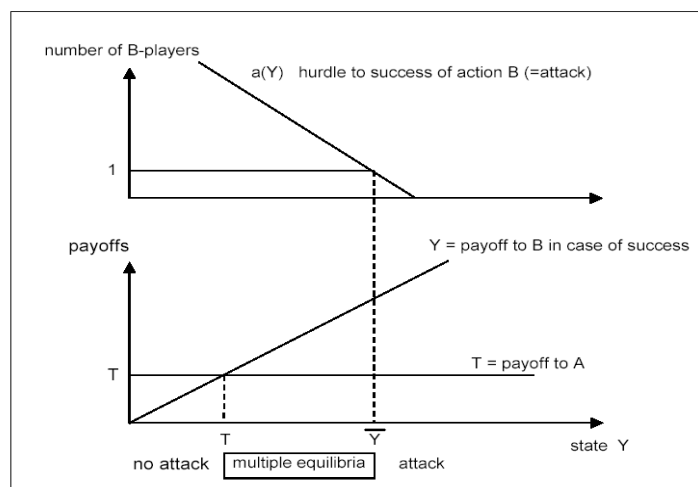 number of B-players
a(Y) hurdle to success of action B (=attack)
1
payoffs
Y = payoff to B in case of success
T
T = payoff to A
T
Y
state Y
no attack
multiple equilibria
attack